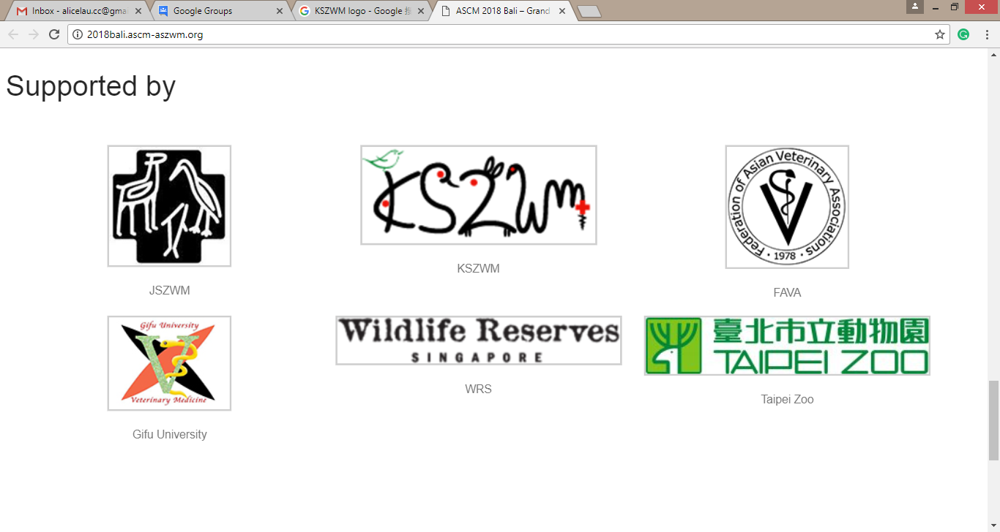 Inbox - alicelau.cc@gma
Google Groups
KSZWM logo - Google 搜
ASCM 2018 Bali – Grand
2018bali.ascm-aszwm.org
Supported by
KSZWm
Federation of Asian Veterinary Associations
· 1978 ·
V
JSZWM
KSZWM
FAVA
Gifu University
V
Veterinary Medicine
Wildlife Reserves
SINGAPORE
臺北市立動物園
TAIPEI ZOO
Gifu University
WRS
Taipei Zoo